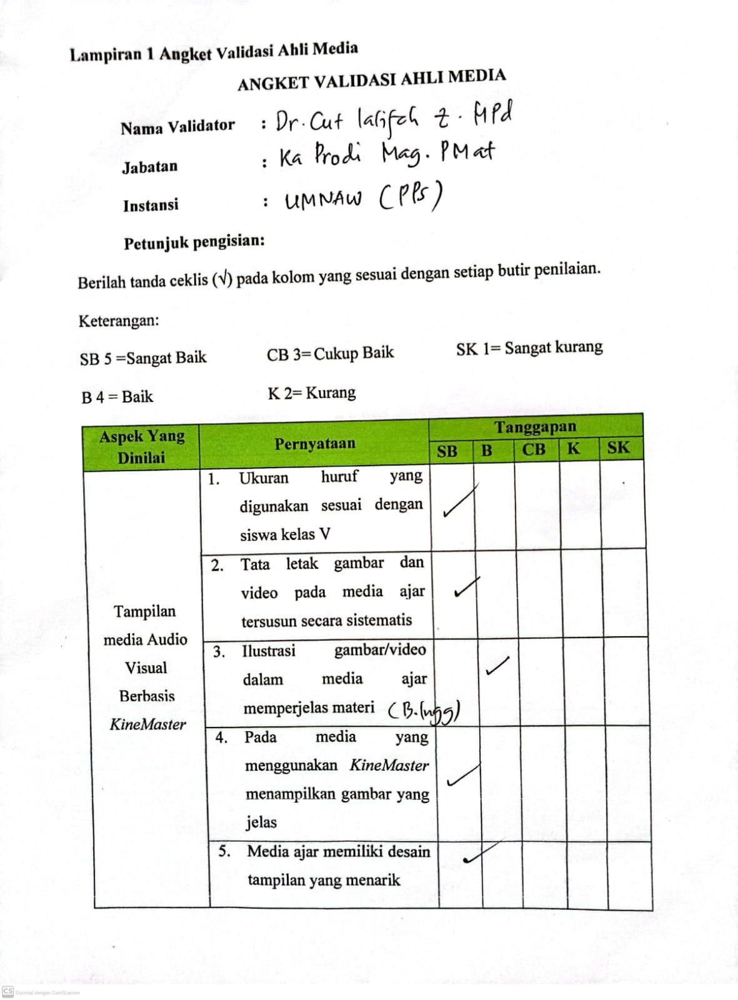 Lampiran 1 Angket Validasi Ahli Media
ANGKET VALIDASI AHLI MEDIA
Nama Validator : Dr. Cut latifah Z. MPd
Jabatan : Ka Prodi Mag. PMat
Instansi : UMNAW (PPs)
Petunjuk pengisian:
Berilah tanda ceklis (√) pada kolom yang sesuai dengan setiap butir penilaian.
Keterangan:
SB 5 =Sangat Baik CB 3= Cukup Baik SK 1= Sangat kurang
B 4 = Baik K 2= Kurang
Aspek Yang
Dinilai
Pernyataan
Tanggapan
SB B CB K SK
Tampilan
media Audio
Visual
Berbasis
KineMaster
1. Ukuran huruf yang
digunakan sesuai dengan
siswa kelas V
✓
2. Tata letak gambar dan
video pada media ajar
tersusun secara sistematis
✓
3. Ilustrasi gambar/video
dalam media ajar
memperjelas materi (B. Ingg)
✓
4. Pada media yang
menggunakan KineMaster
menampilkan gambar yang
jelas
✓
5. Media ajar memiliki desain
tampilan yang menarik
✓
CS Dipindai dengan CamScanner